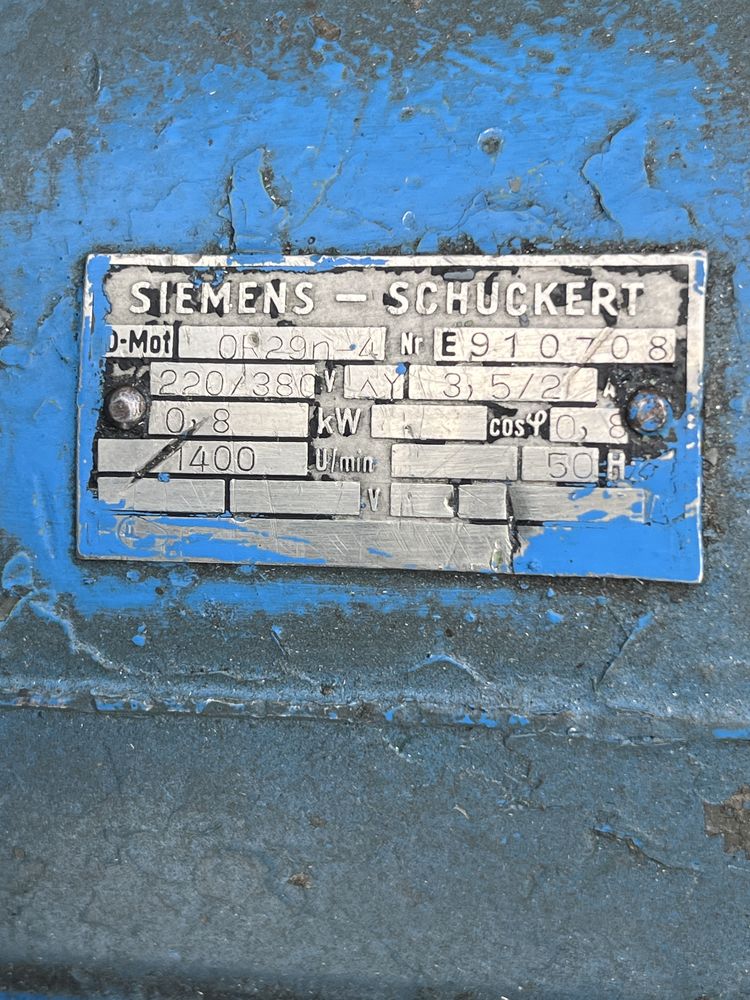 SIEMENS – SCHUCKERT
D-Mot OR29n-4 Nr E910708
220/380 V △Y 3,5/2 A
0,8 kW cosφ 0,8
1400 U/min 50 Hz
V